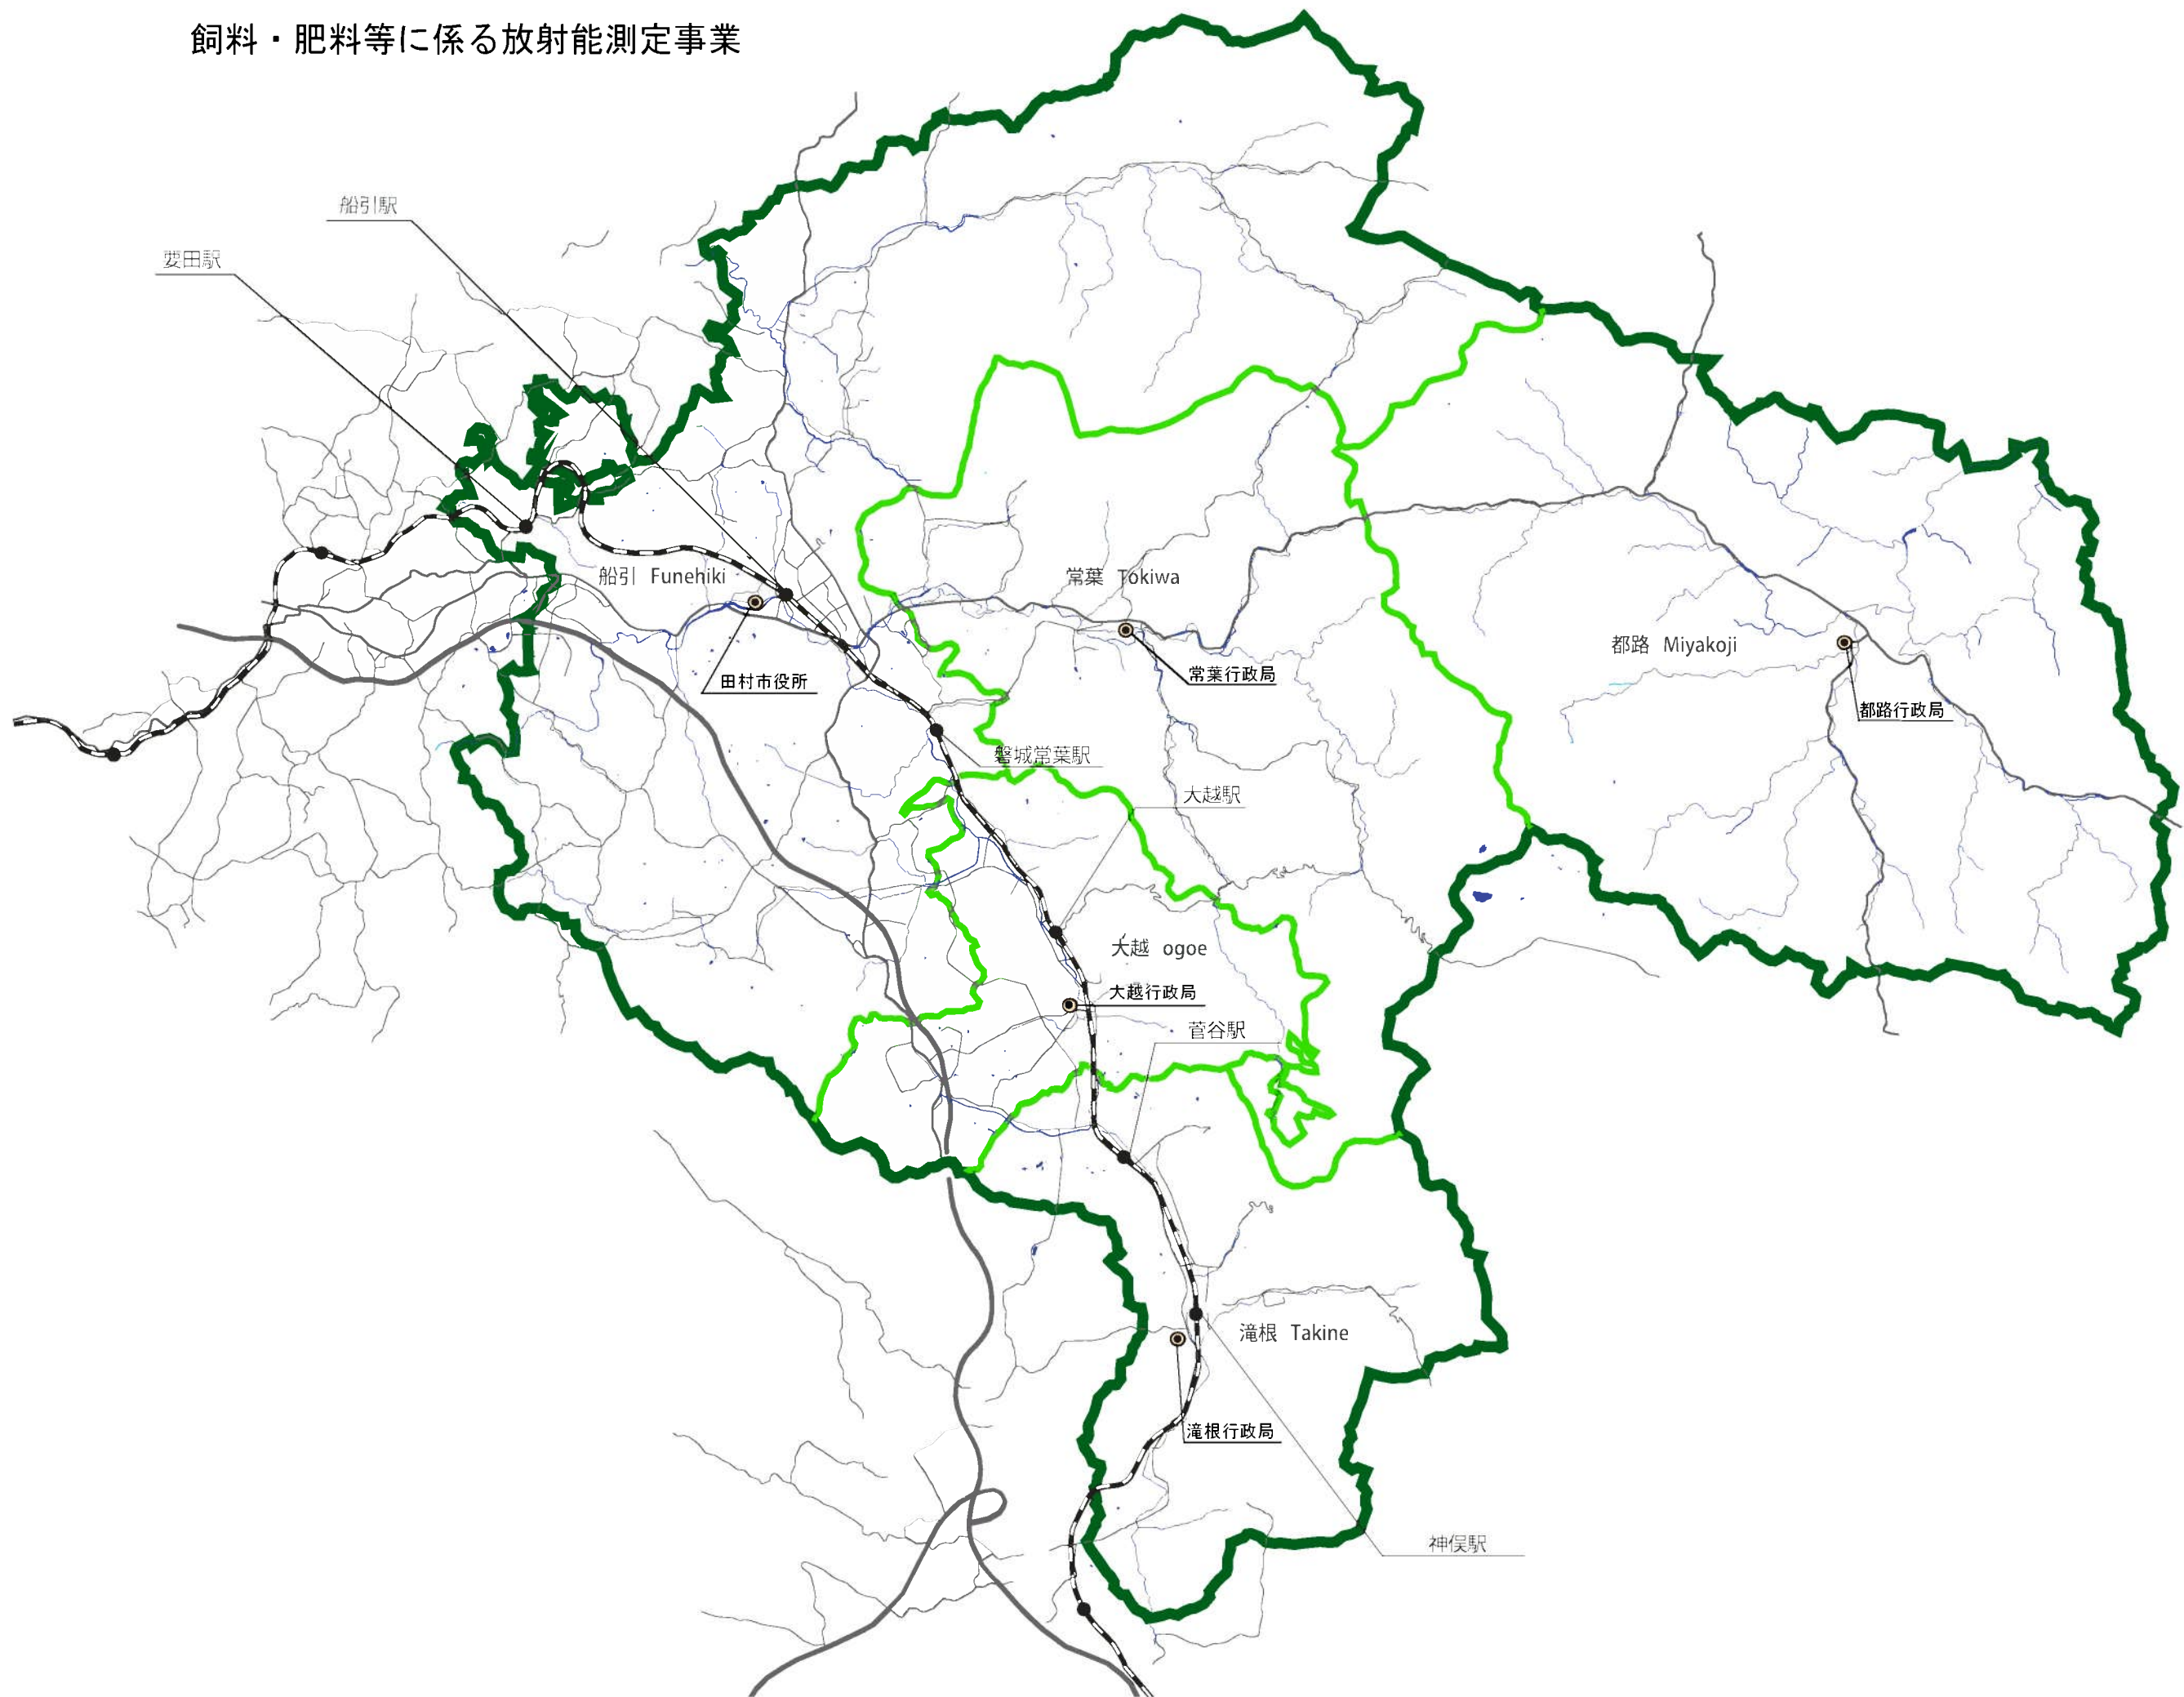 飼料・肥料等に係る放射能測定事業
船引駅
要田駅
船引 Funehiki
常葉 Tokiwa
都路 Miyakoji
常葉行政局
田村市役所
都路行政局
磐城常葉駅
大越駅
大越 ogoe
大越行政局
菅谷駅
滝根 Takine
滝根行政局
神俣駅